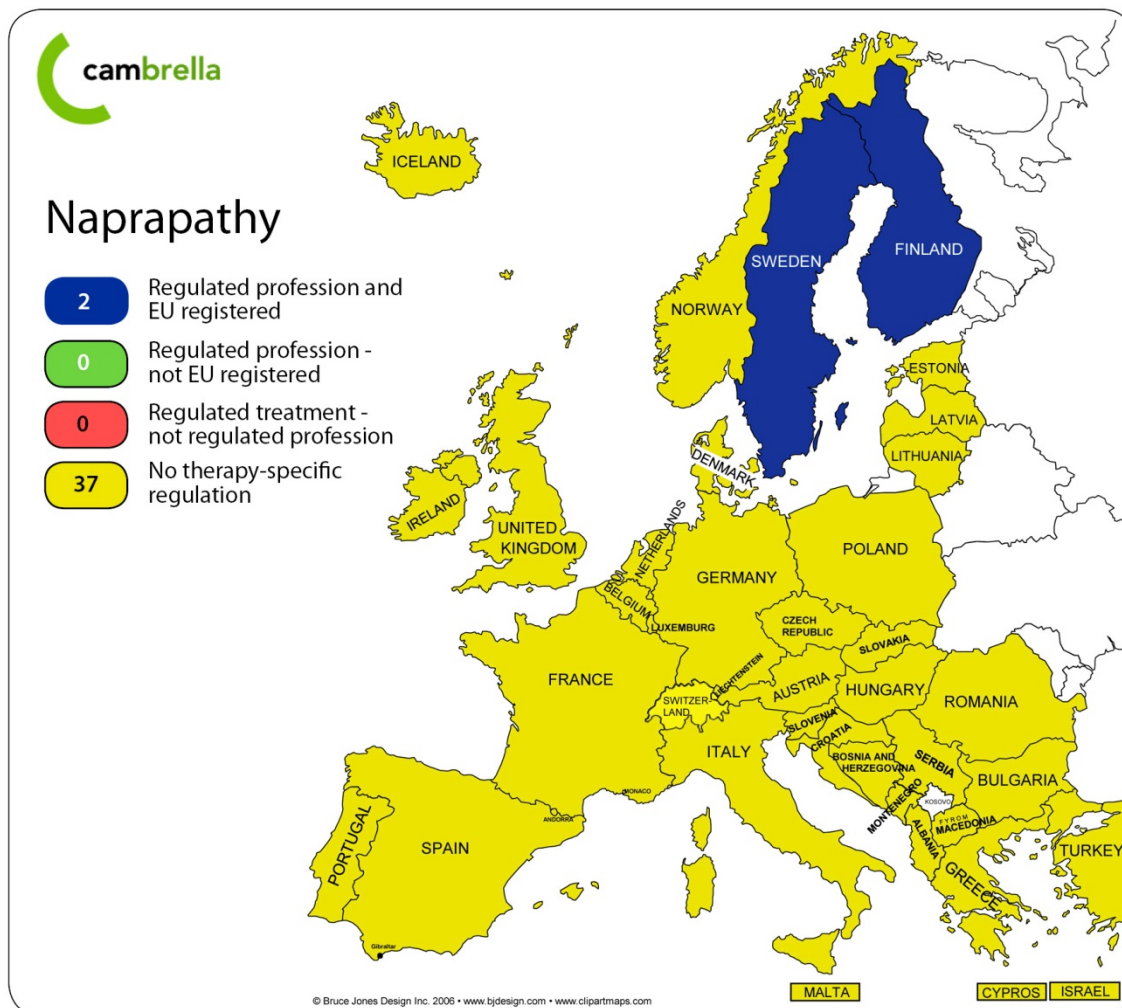 cambrella
Naprapathy
2
Regulated profession and
EU registered
0
Regulated profession -
not EU registered
0
Regulated treatment -
not regulated profession
37
No therapy-specific
regulation
ICELAND
SWEDEN
FINLAND
NORWAY
ESTONIA
LATVIA
LITHUANIA
DENMARK
IRELAND
UNITED
KINGDOM
NETHERLANDS
BELGIUM
LUXEMBURG
GERMANY
POLAND
CZECH
REPUBLIC
SLOVAKIA
FRANCE
LIECHTENSTEIN
SWITZER-
LAND
AUSTRIA
HUNGARY
ROMANIA
SLOVENIA
CROATIA
ITALY
BOSNIA AND
HERZEGOVINA
SERBIA
BULGARIA
MONTENEGRO
KOSOVO
FYROM
MACEDONIA
ALBANIA
GREECE
TURKEY
MONACO
ANDORRA
PORTUGAL
SPAIN
Gibraltar
MALTA
CYPROS
ISRAEL
© Bruce Jones Design Inc. 2006 • www.bjdesign.com • www.clipartmaps.com